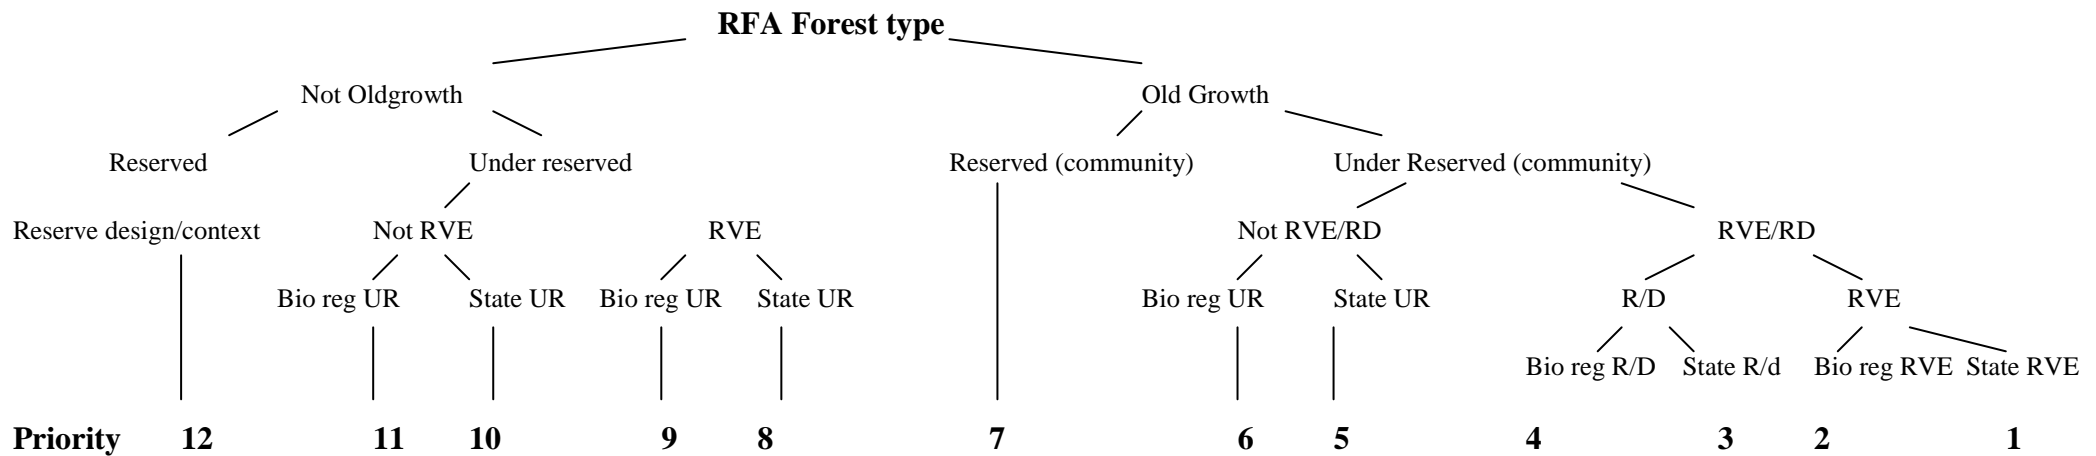 RFA Forest type
Not Oldgrowth Old Growth
Reserved Under reserved Reserved (community) Under Reserved (community)
Reserve design/context Not RVE RVE Not RVE/RD RVE/RD
Bio reg UR State UR Bio reg UR State UR Bio reg UR State UR R/D RVE
Bio reg R/D State R/d Bio reg RVE State RVE
Priority 12 11 10 9 8 7 6 5 4 3 2 1